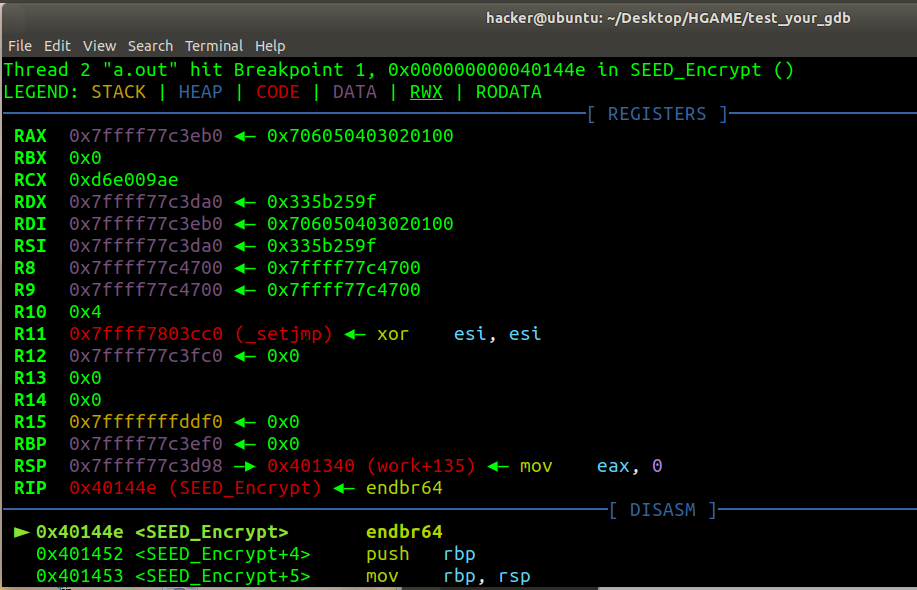 hacker@ubuntu: ~/Desktop/HGAME/test_your_gdb
File Edit View Search Terminal Help
Thread 2 "a.out" hit Breakpoint 1, 0x000000000040144e in SEED_Encrypt ()
LEGEND: STACK | HEAP | CODE | DATA | RWX | RODATA
[ REGISTERS ]
RAX 0x7ffff77c3eb0 ◂— 0x706050403020100
RBX 0x0
RCX 0xd6e009ae
RDX 0x7ffff77c3da0 ◂— 0x335b259f
RDI 0x7ffff77c3eb0 ◂— 0x706050403020100
RSI 0x7ffff77c3da0 ◂— 0x335b259f
R8 0x7ffff77c4700 ◂— 0x7ffff77c4700
R9 0x7ffff77c4700 ◂— 0x7ffff77c4700
R10 0x4
R11 0x7ffff7803cc0 (_setjmp) ◂— xor esi, esi
R12 0x7ffff77c3fc0 ◂— 0x0
R13 0x0
R14 0x0
R15 0x7fffffffddf0 ◂— 0x0
RBP 0x7ffff77c3ef0 ◂— 0x0
RSP 0x7ffff77c3d98 —▸ 0x401340 (work+135) ◂— mov eax, 0
RIP 0x40144e (SEED_Encrypt) ◂— endbr64
[ DISASM ]
► 0x40144e <SEED_Encrypt> endbr64
0x401452 <SEED_Encrypt+4> push rbp
0x401453 <SEED_Encrypt+5> mov rbp, rsp